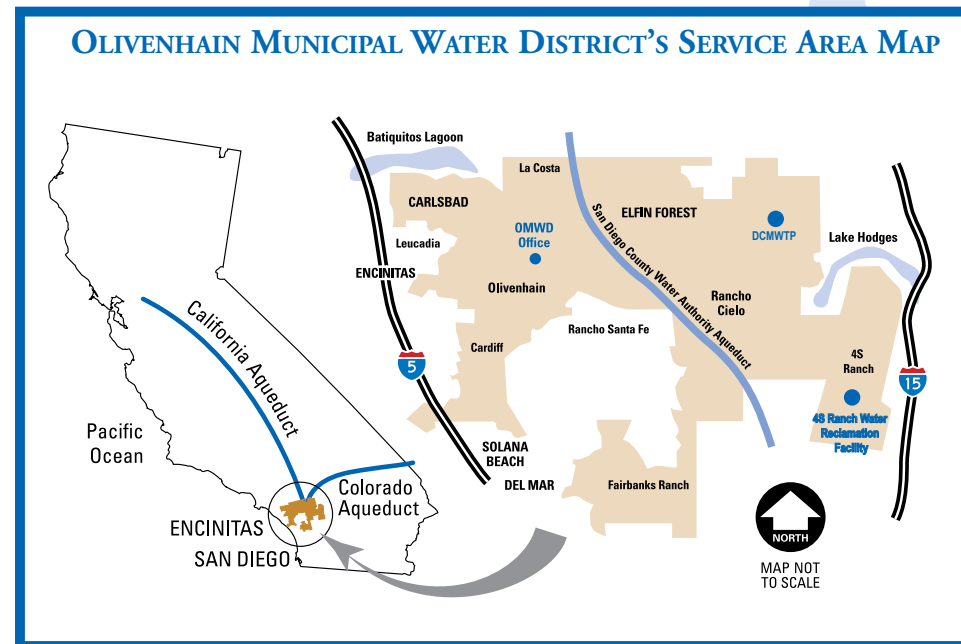 OLIVENHAIN MUNICIPAL WATER DISTRICT'S SERVICE AREA MAP
Batiquitos Lagoon
La Costa
CARLSBAD
ELFIN FOREST
OMWD
Office
DCMWTP
Leucadia
Lake Hodges
ENCINITAS
Olivenhain
San Diego County Water Authority Aqueduct
Rancho
Cielo
Rancho Santa Fe
Cardiff
5
4S
Ranch
15
4S Ranch Water
Reclamation
Facility
SOLANA
BEACH
DEL MAR
Fairbanks Ranch
California Aqueduct
Pacific
Ocean
Colorado
Aqueduct
ENCINITAS
SAN DIEGO
NORTH
MAP NOT
TO SCALE